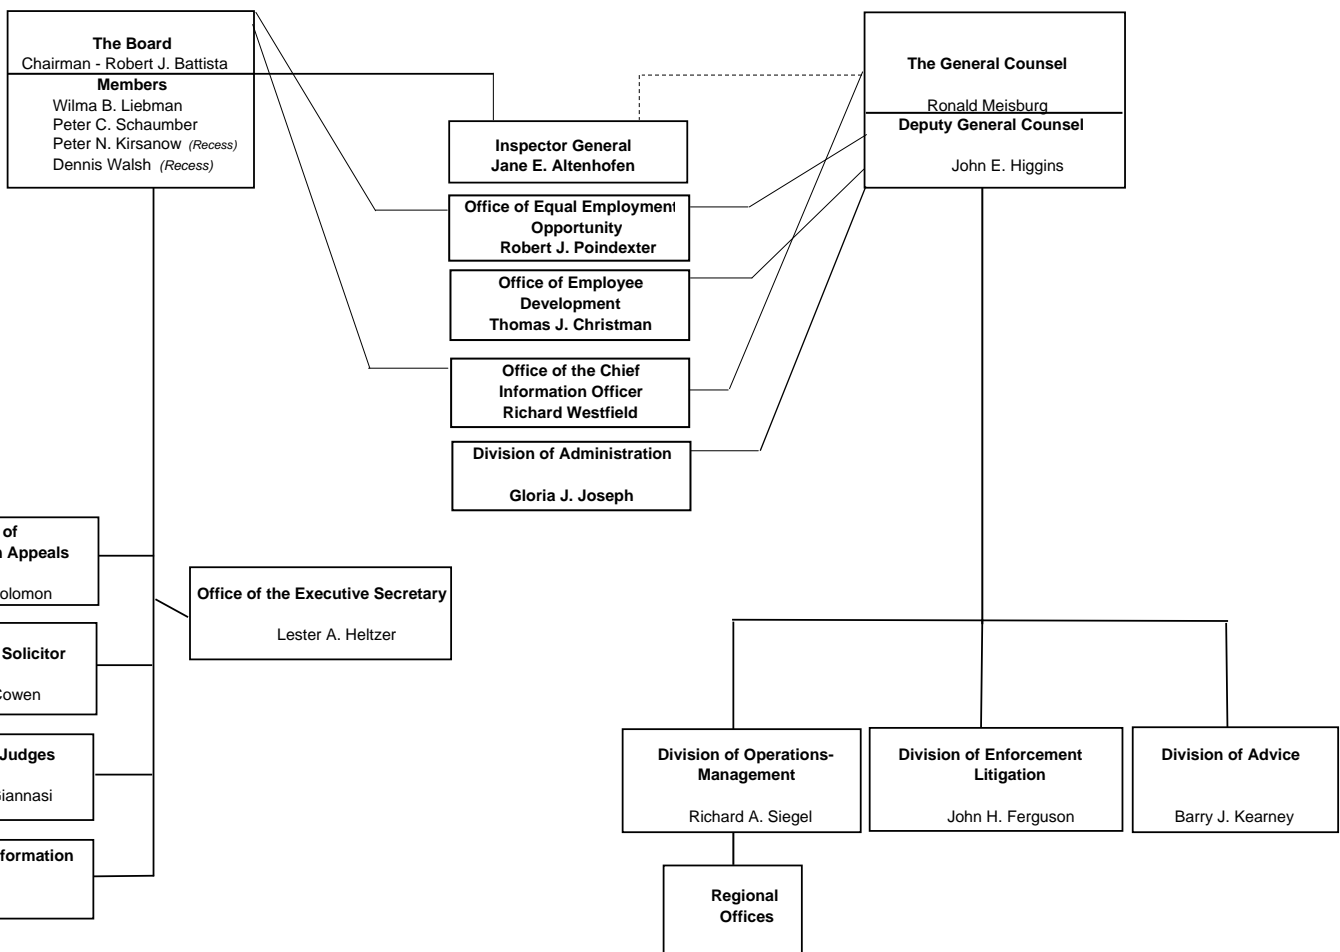 The Board
Chairman - Robert J. Battista
Members
Wilma B. Liebman
Peter C. Schaumber
Peter N. Kirsanow (Recess)
Dennis Walsh (Recess)
The General Counsel
Ronald Meisburg
Deputy General Counsel
John E. Higgins
Inspector General
Jane E. Altenhofen
Office of Equal Employment
Opportunity
Robert J. Poindexter
Office of Employee
Development
Thomas J. Christman
Office of the Chief
Information Officer
Richard Westfield
Division of Administration
Gloria J. Joseph
of
Appeals
olomon
Solicitor
Cowen
Judges
Giannasi
formation
Office of the Executive Secretary
Lester A. Heltzer
Division of Operations-
Management
Richard A. Siegel
Division of Enforcement
Litigation
John H. Ferguson
Division of Advice
Barry J. Kearney
Regional
Offices